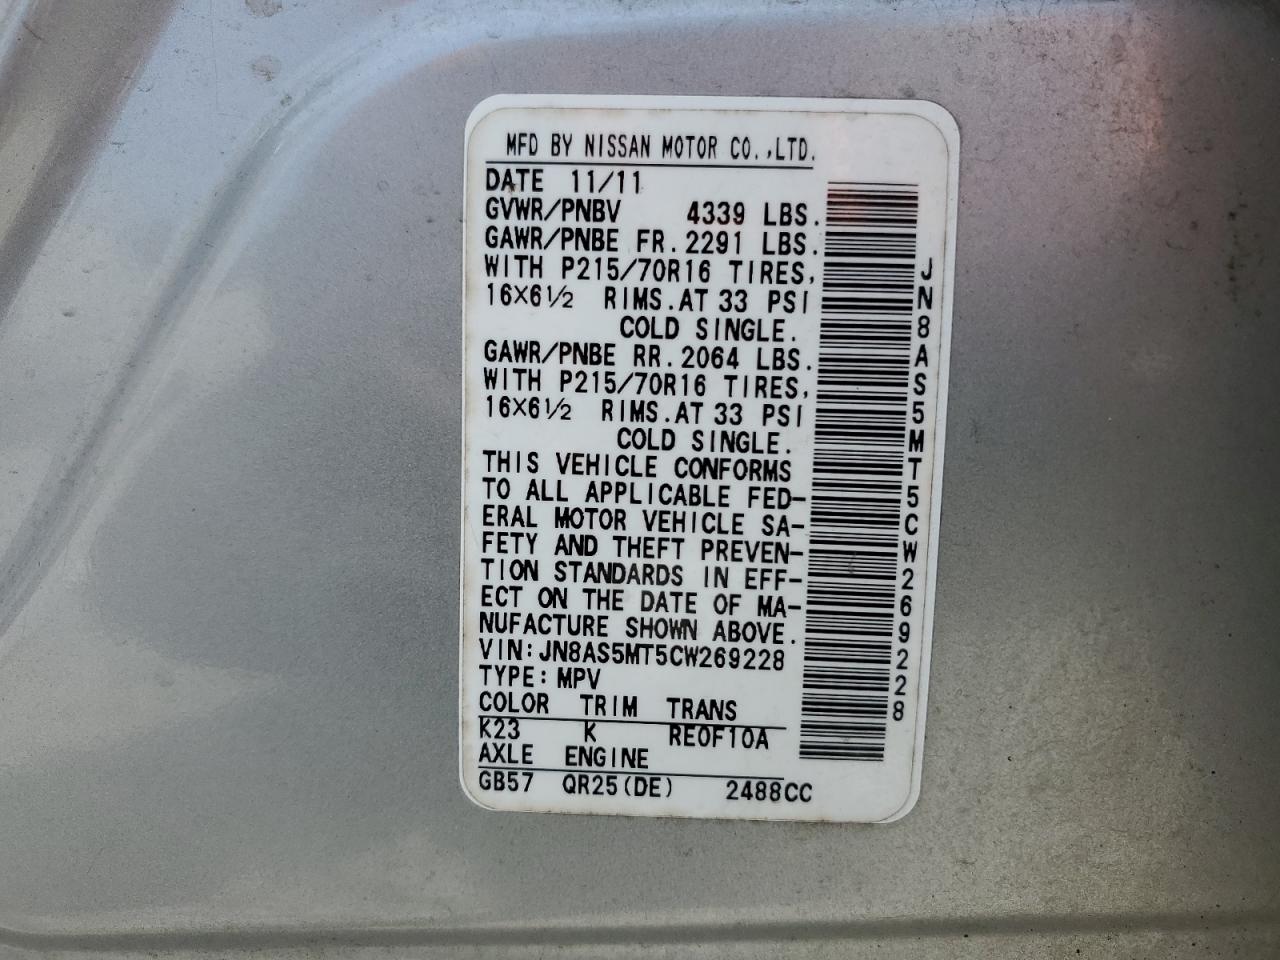 MFD BY NISSAN MOTOR CO.,LTD.
DATE 11/11
GVWR/PNBV 4339 LBS.
GAWR/PNBE FR.2291 LBS.
WITH P215/70R16 TIRES,
16X6½ RIMS.AT 33 PSI
COLD SINGLE.
GAWR/PNBE RR.2064 LBS.
WITH P215/70R16 TIRES,
16X6½ RIMS.AT 33 PSI
COLD SINGLE.
THIS VEHICLE CONFORMS
TO ALL APPLICABLE FED-
ERAL MOTOR VEHICLE SA-
FETY AND THEFT PREVEN-
TION STANDARDS IN EFF-
ECT ON THE DATE OF MA-
NUFACTURE SHOWN ABOVE.
VIN:JN8AS5MT5CW269228
TYPE:MPV
COLOR TRIM TRANS
K23 K RE0F10A
AXLE ENGINE
GB57 QR25(DE) 2488CC
JN8AS5MT5CW269228